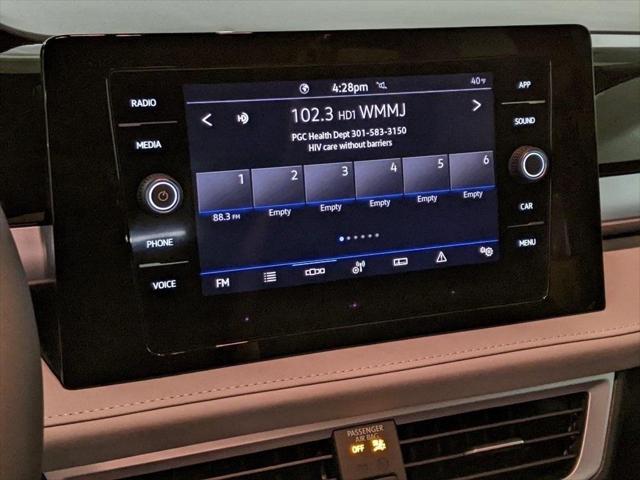 4:28pm
40°F
102.3 HD1 WMMJ
PGC Health Dept 301-583-3150
HIV care without barriers
1 2 3 4 5 6
88.3 FM Empty Empty Empty Empty Empty
FM
RADIO
MEDIA
PHONE
VOICE
APP
SOUND
CAR
MENU
PASSENGER
AIR BAG
OFF